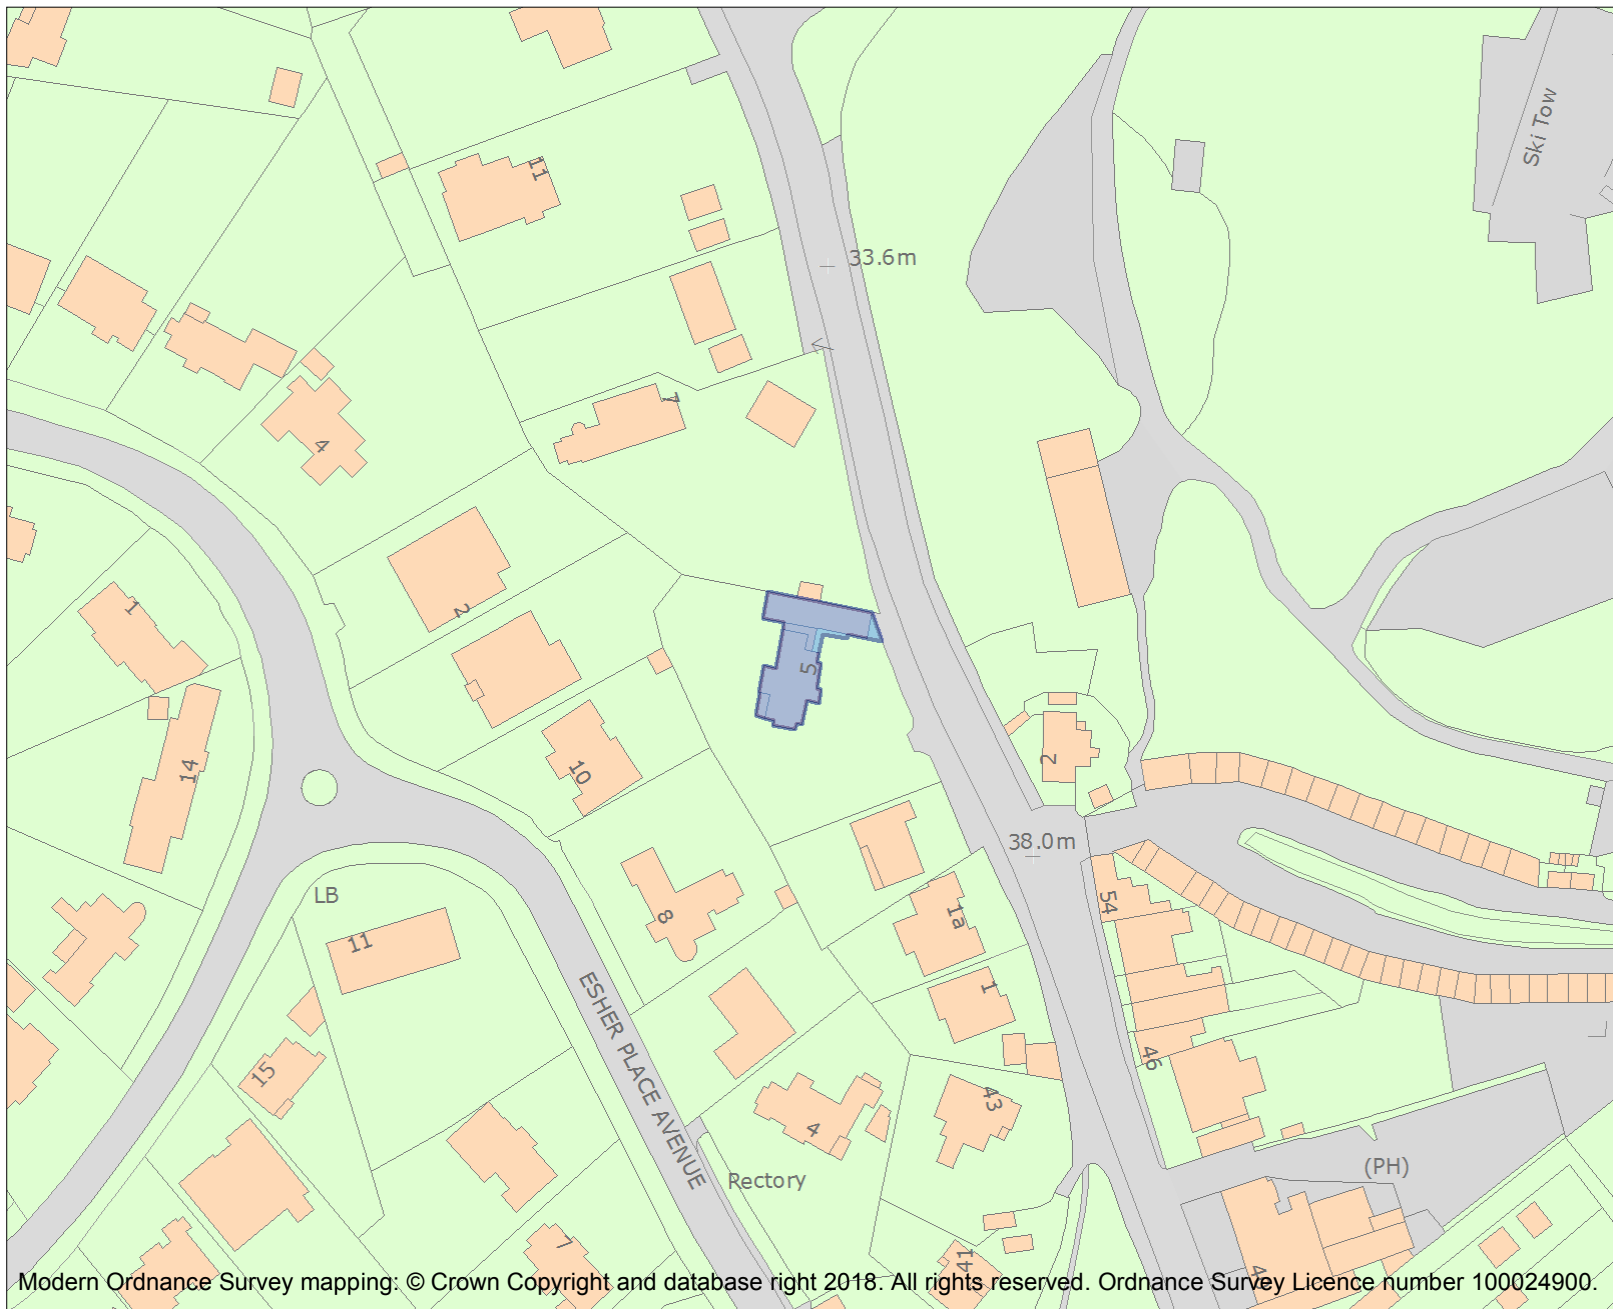 Ski Tow
11
33.6m
7
4
2
1
5
14
10
2
38.0m
LB
8
54
1a
11
1
ESHER PLACE AVENUE
46
15
43
4
(PH)
Rectory
7
41
Modern Ordnance Survey mapping: © Crown Copyright and database right 2018. All rights reserved. Ordnance Survey Licence number 100024900.